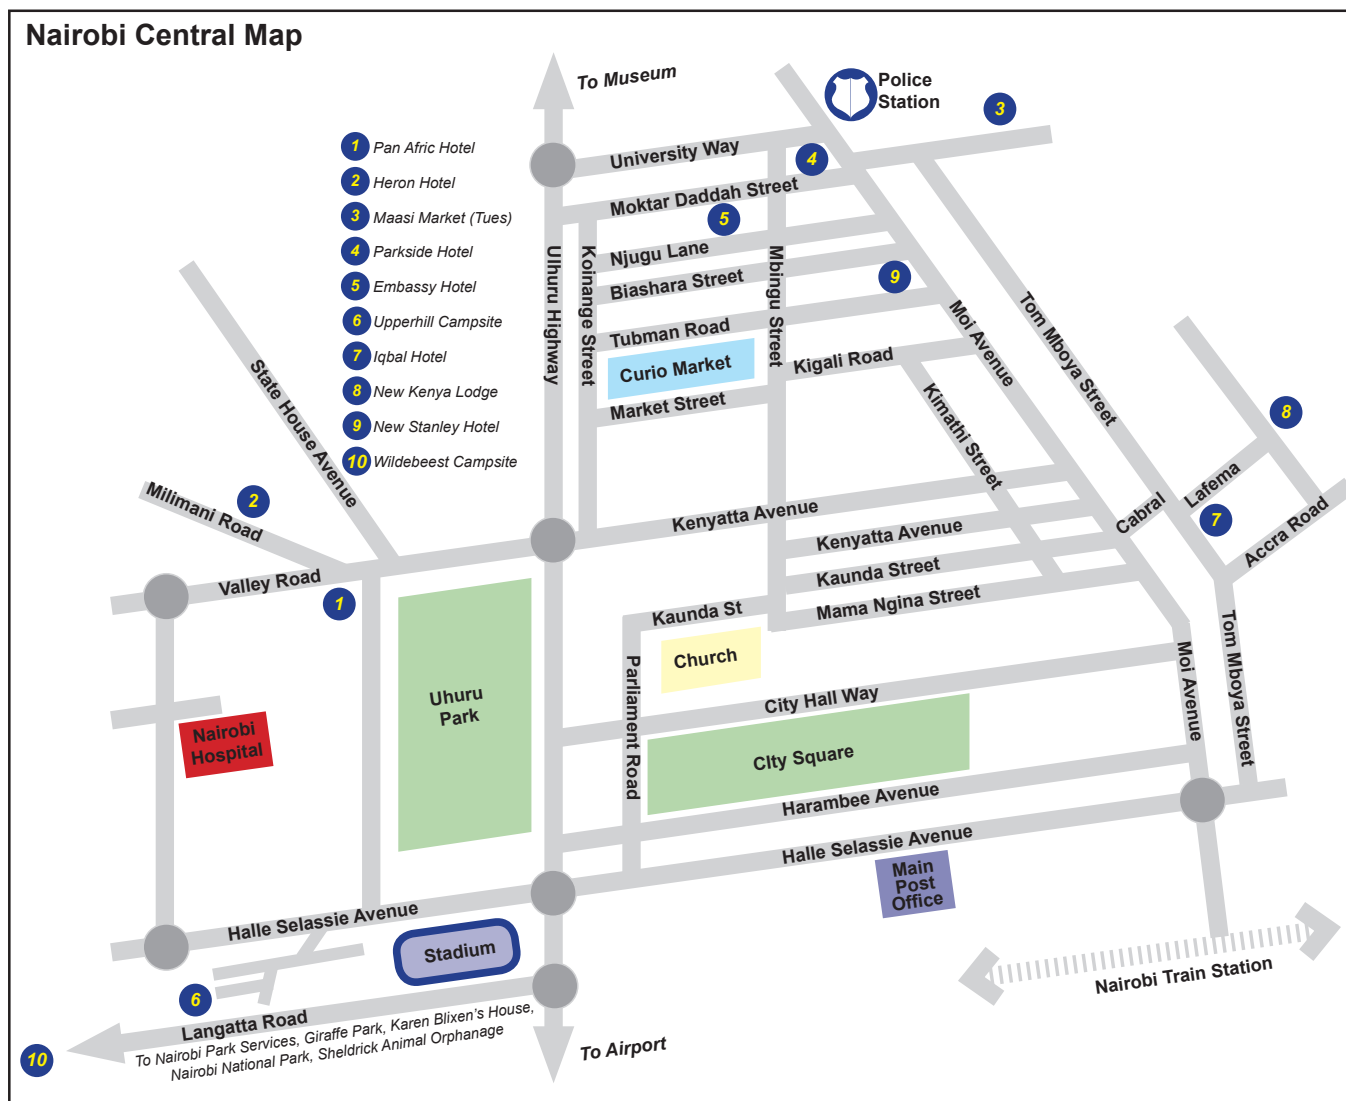 Nairobi Central Map
To Museum
Police
Station
3
1 Pan Afric Hotel
2 Heron Hotel
3 Maasi Market (Tues)
4 Parkside Hotel
5 Embassy Hotel
6 Upperhill Campsite
7 Iqbal Hotel
8 New Kenya Lodge
9 New Stanley Hotel
10 Wildebeest Campsite
University Way
4
Moktar Daddah Street
5
Njugu Lane
Biashara Street
9
Tubman Road
Curio Market
Kigali Road
Market Street
Ulhuru Highway
Koinange Street
Mbingu Street
Moi Avenue
Tom Mboya Street
Kimathi Street
State House Avenue
Milimani Road
2
Valley Road
1
Kenyatta Avenue
Kenyatta Avenue
Kaunda Street
Kaunda St
Mama Ngina Street
Cabral
Lafema
8
7
Accra Road
Church
Parliament Road
City Hall Way
CIty Square
Harambee Avenue
Halle Selassie Avenue
Moi Avenue
Tom Mboya Street
Uhuru
Park
Nairobi
Hospital
Main
Post
Office
Halle Selassie Avenue
Stadium
6
Langatta Road
10
To Nairobi Park Services, Giraffe Park, Karen Blixen's House,
Nairobi National Park, Sheldrick Animal Orphanage
To Airport
Nairobi Train Station